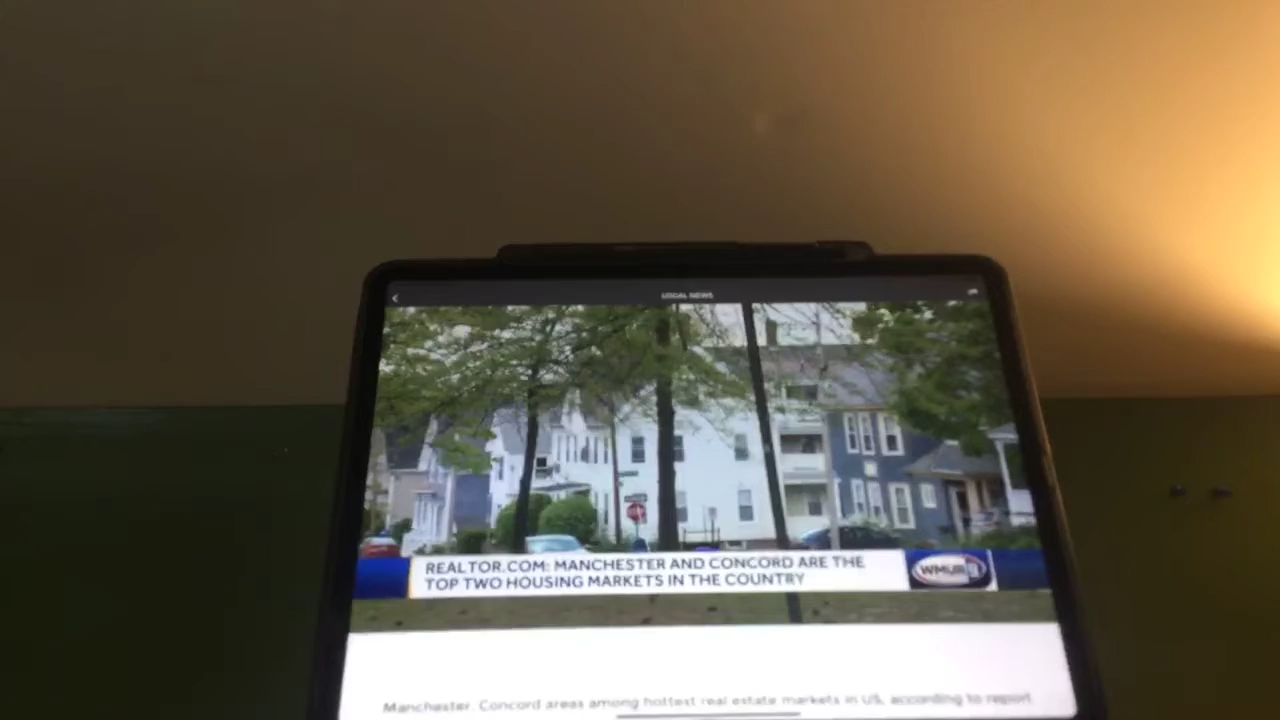 LOCAL NEWS
REALTOR.COM: MANCHESTER AND CONCORD ARE THE
TOP TWO HOUSING MARKETS IN THE COUNTRY
WMUR 9
Manchester, Concord areas among hottest real estate markets in US, according to report